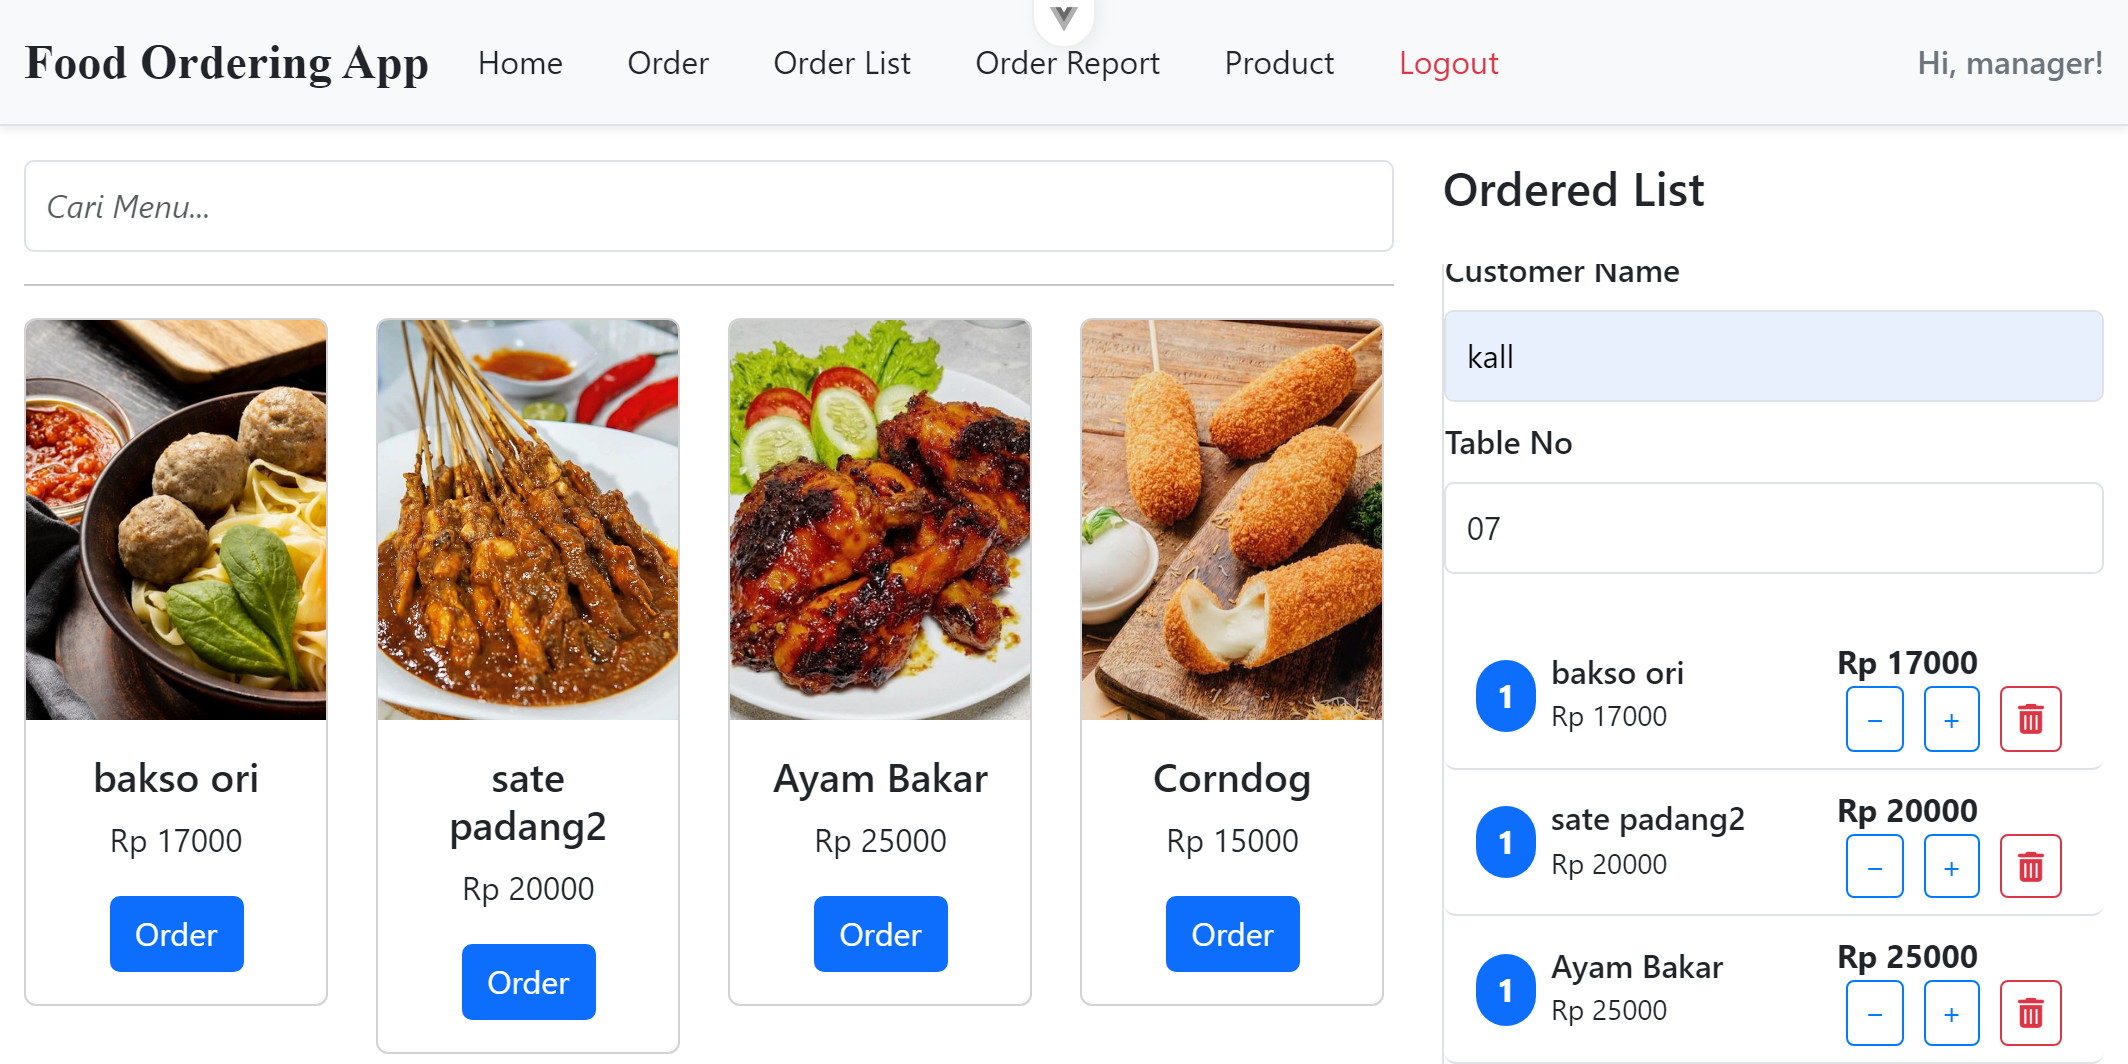 Food Ordering App
Home
Order
Order List
Order Report
Product
Logout
Hi, manager!
Cari Menu...
bakso ori
Rp 17000
Order
sate
padang2
Rp 20000
Order
Ayam Bakar
Rp 25000
Order
Corndog
Rp 15000
Order
Ordered List
Customer Name
kall
Table No
07
1
bakso ori
Rp 17000
Rp 17000
−
+
1
sate padang2
Rp 20000
Rp 20000
−
+
1
Ayam Bakar
Rp 25000
Rp 25000
−
+